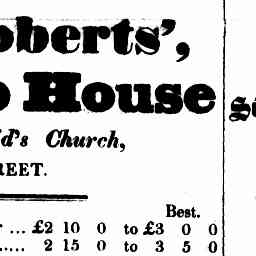 oberts',
House
d's Church,
REET.
Best.
... £2 10 0 to £3 0 0
..... 2 15 0 to 3 5 0